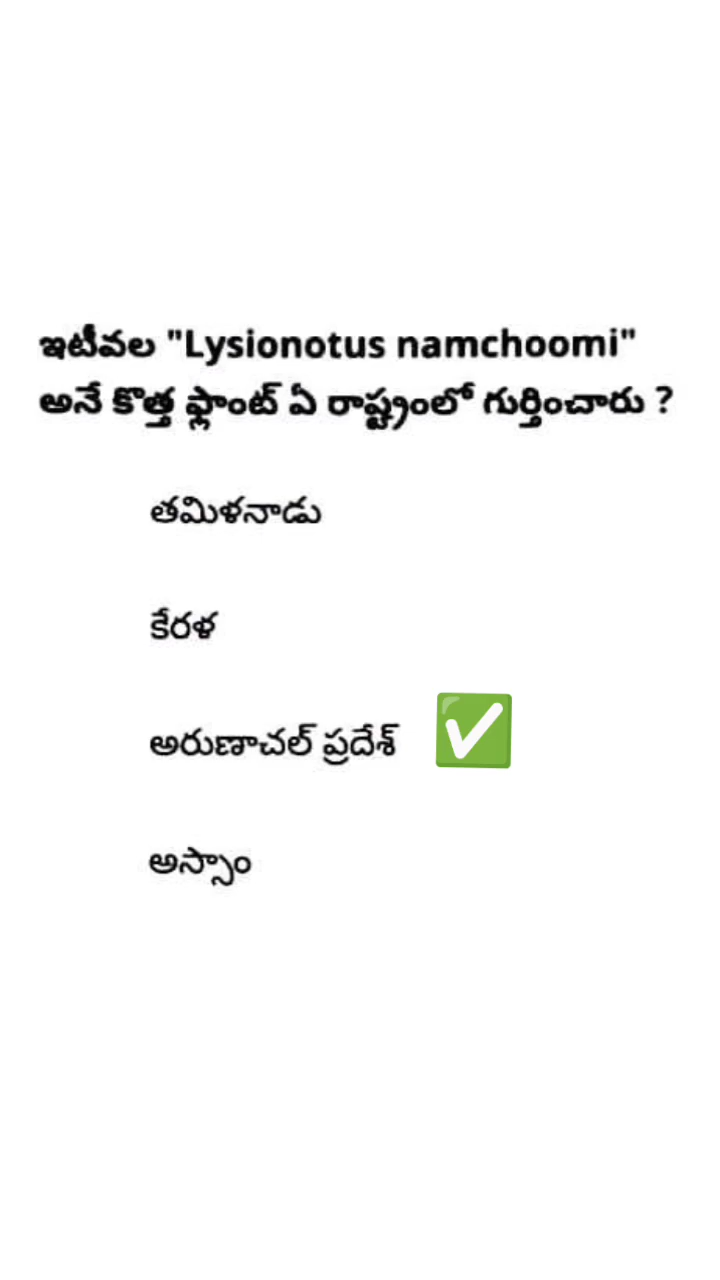 ఇటీవల "Lysionotus namchoomi"
అనే కొత్త ప్లాంట్ ఏ రాష్ట్రంలో గుర్తించారు ?
తమిళనాడు
కేరళ
అరుణాచల్ ప్రదేశ్
అస్సాం